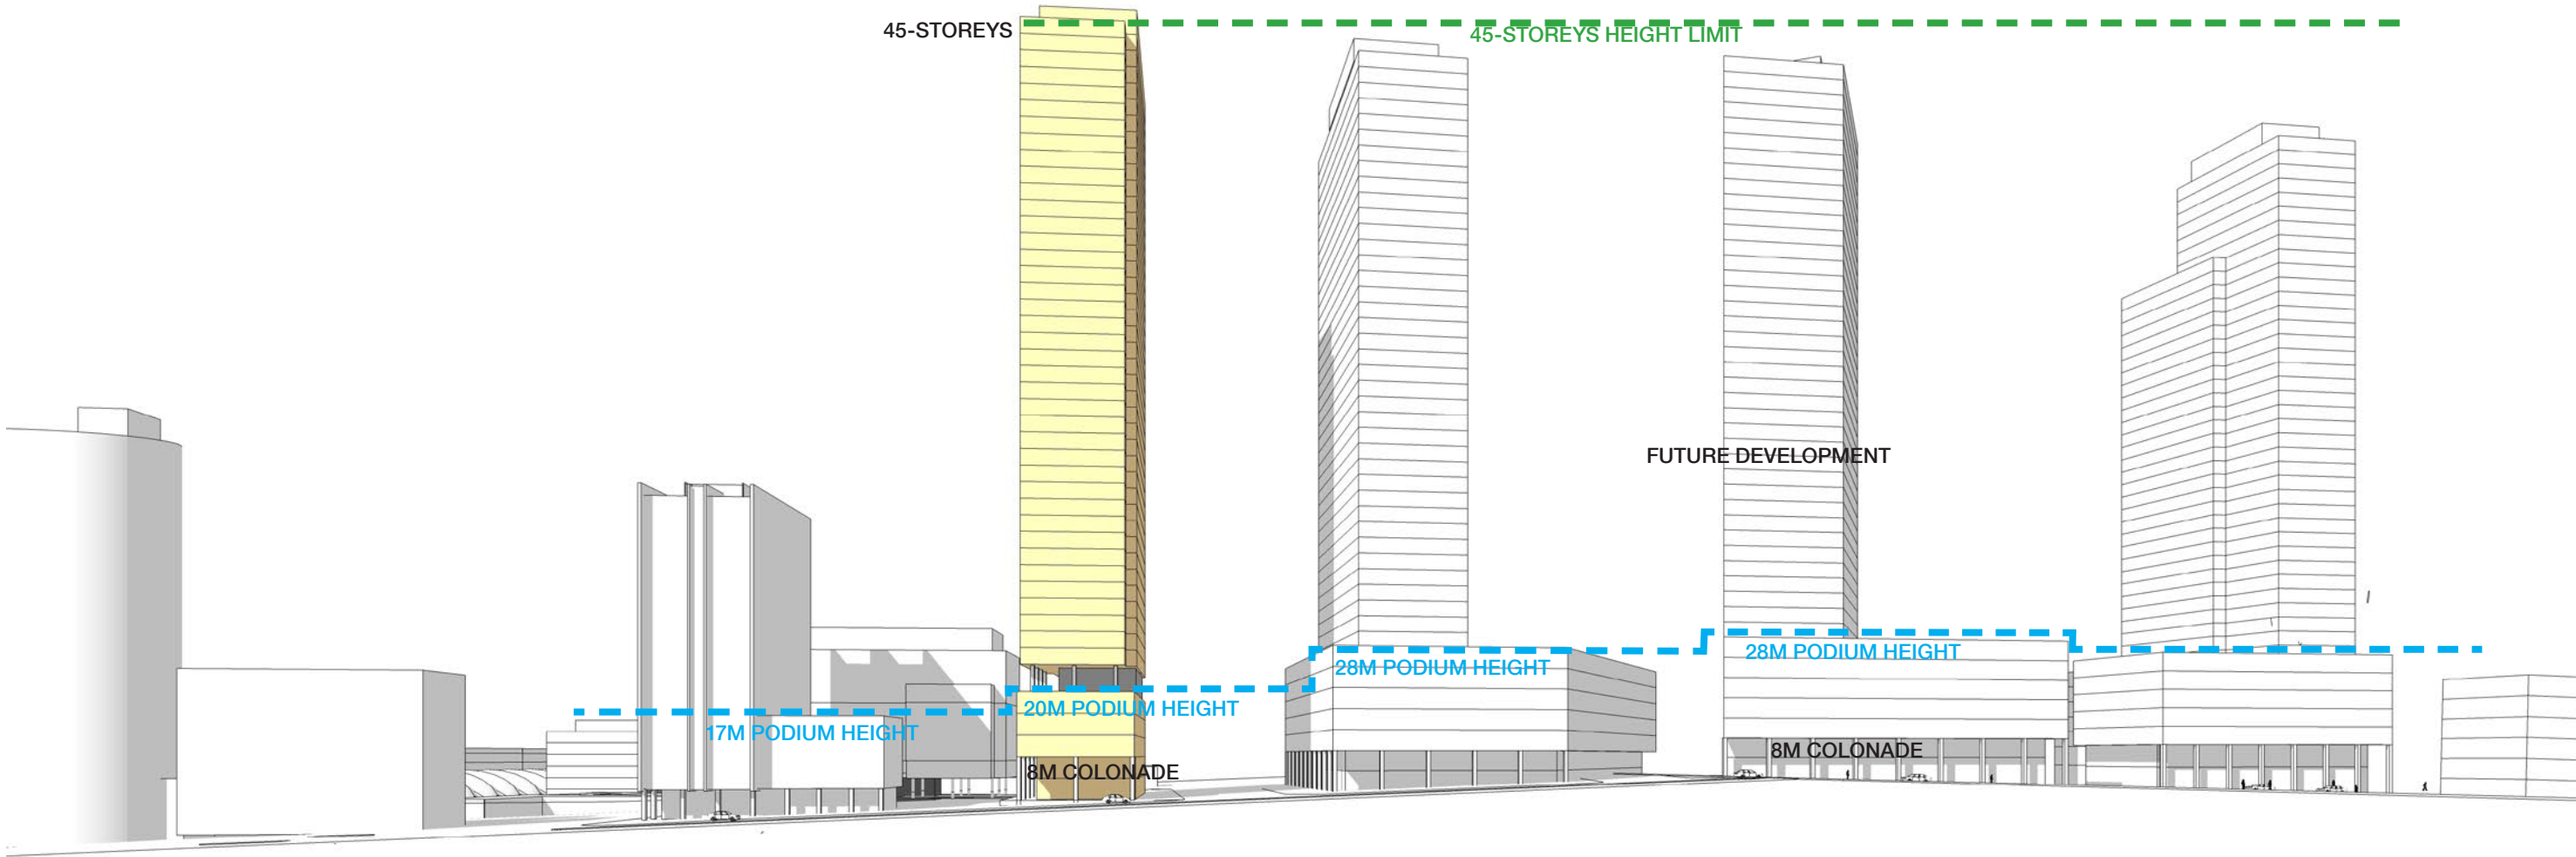 45-STOREYS
45-STOREYS HEIGHT LIMIT
FUTURE DEVELOPMENT
28M PODIUM HEIGHT
28M PODIUM HEIGHT
20M PODIUM HEIGHT
17M PODIUM HEIGHT
8M COLONADE
8M COLONADE